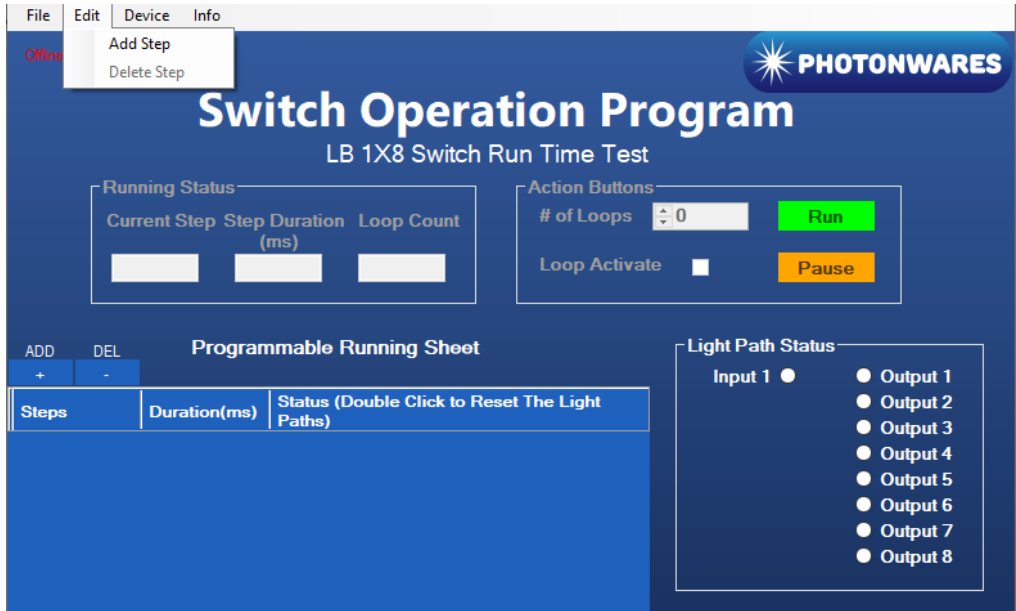 File Edit Device Info
Add Step
Delete Step
Offline
PHOTONWARES
Switch Operation Program
LB 1X8 Switch Run Time Test
Running Status
Current Step Step Duration (ms) Loop Count
Action Buttons
# of Loops 0 Run
Loop Activate Pause
ADD DEL
+ -
Programmable Running Sheet
Steps Duration(ms) Status (Double Click to Reset The Light
Paths)
Light Path Status
Input 1 Output 1
Output 2
Output 3
Output 4
Output 5
Output 6
Output 7
Output 8